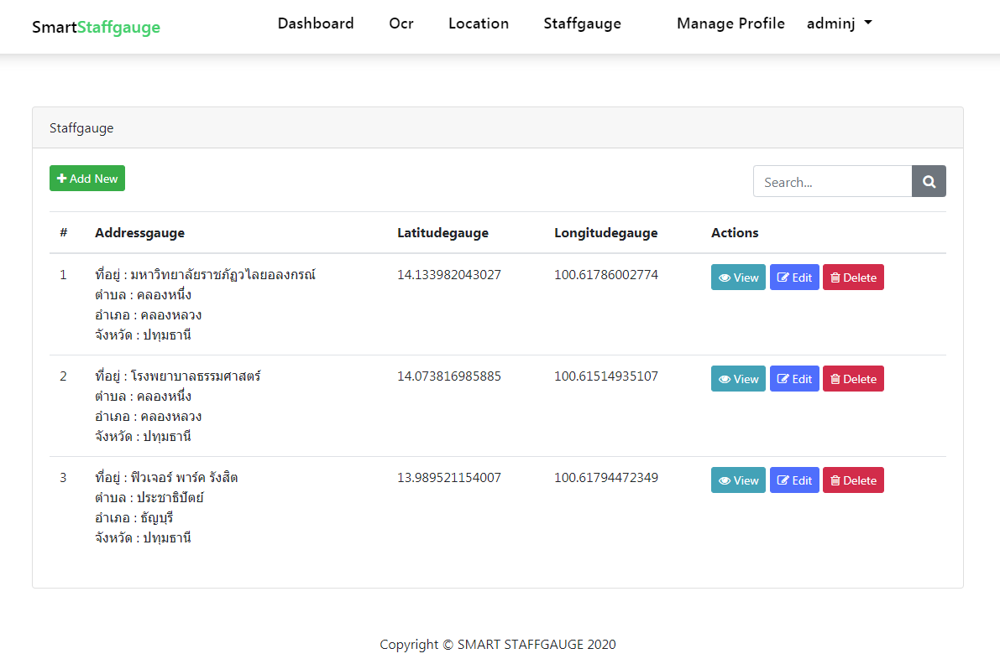 SmartStaffgauge Dashboard Ocr Location Staffgauge Manage Profile adminj
Staffgauge
Add New Search...
# Addressgauge Latitudegauge Longitudegauge Actions
1 ที่อยู่ : มหาวิทยาลัยราชภัฏวไลยอลงกรณ์ 14.133982043027 100.61786002774 View Edit Delete
ตำบล : คลองหนึ่ง
อำเภอ : คลองหลวง
จังหวัด : ปทุมธานี
2 ที่อยู่ : โรงพยาบาลธรรมศาสตร์ 14.073816985885 100.61514935107 View Edit Delete
ตำบล : คลองหนึ่ง
อำเภอ : คลองหลวง
จังหวัด : ปทุมธานี
3 ที่อยู่ : ฟิวเจอร์ พาร์ค รังสิต 13.989521154007 100.61794472349 View Edit Delete
ตำบล : ประชาธิปัตย์
อำเภอ : ธัญบุรี
จังหวัด : ปทุมธานี
Copyright © SMART STAFFGAUGE 2020